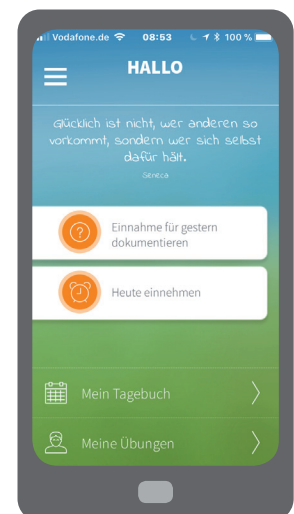 Vodafone.de 08:53 100 %
HALLO
Glücklich ist nicht, wer anderen so
vorkommt, sondern wer sich selbst
dafür hält.
Seneca
?
Einnahme für gestern
dokumentieren
Heute einnehmen
Mein Tagebuch
Meine Übungen